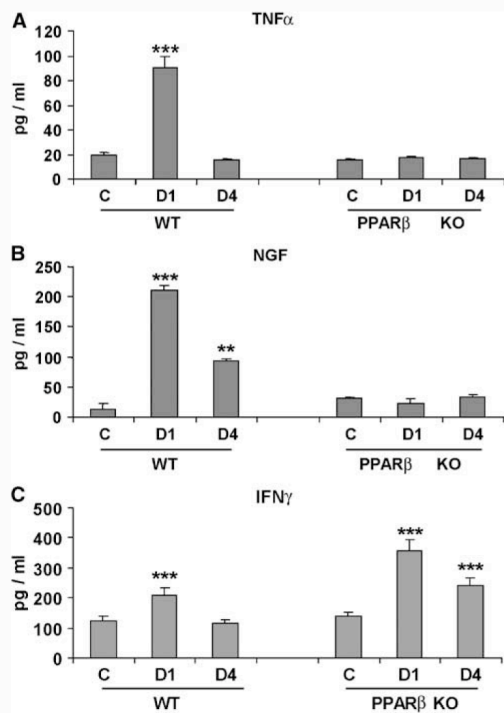 A
TNFα
pg / ml
120
100
80
60
40
20
0
***
C D1 D4 C D1 D4
WT PPARβ KO
B
NGF
pg / ml
250
200
150
100
50
0
*** **
C D1 D4 C D1 D4
WT PPARβ KO
C
IFNγ
pg / ml
500
400
300
200
100
0
*** *** ***
C D1 D4 C D1 D4
WT PPARβ KO